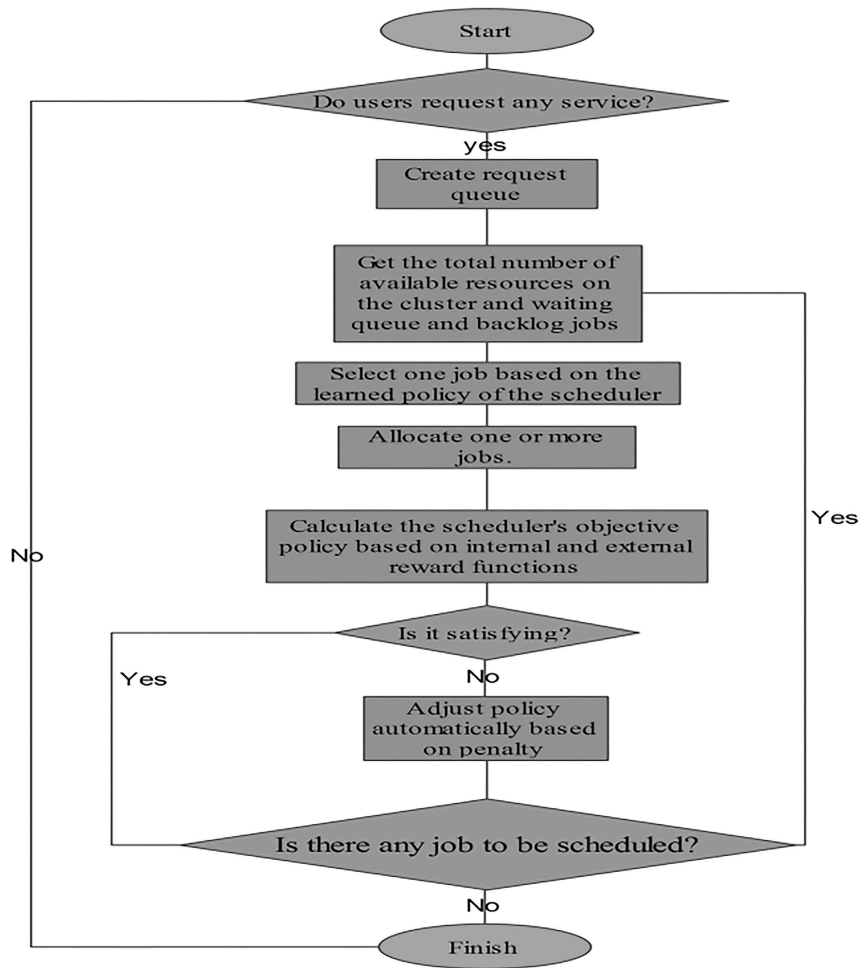 Start
Do users request any service?
yes
Create request
queue
Get the total number of
available resources on
the cluster and waiting
queue and backlog jobs
Select one job based on the
learned policy of the scheduler
Allocate one or more
jobs.
Yes
Calculate the scheduler's objective
policy based on internal and external
reward functions
No
Is it satisfying?
Yes
No
Adjust policy
automatically based
on penalty
Is there any job to be scheduled?
No
Finish